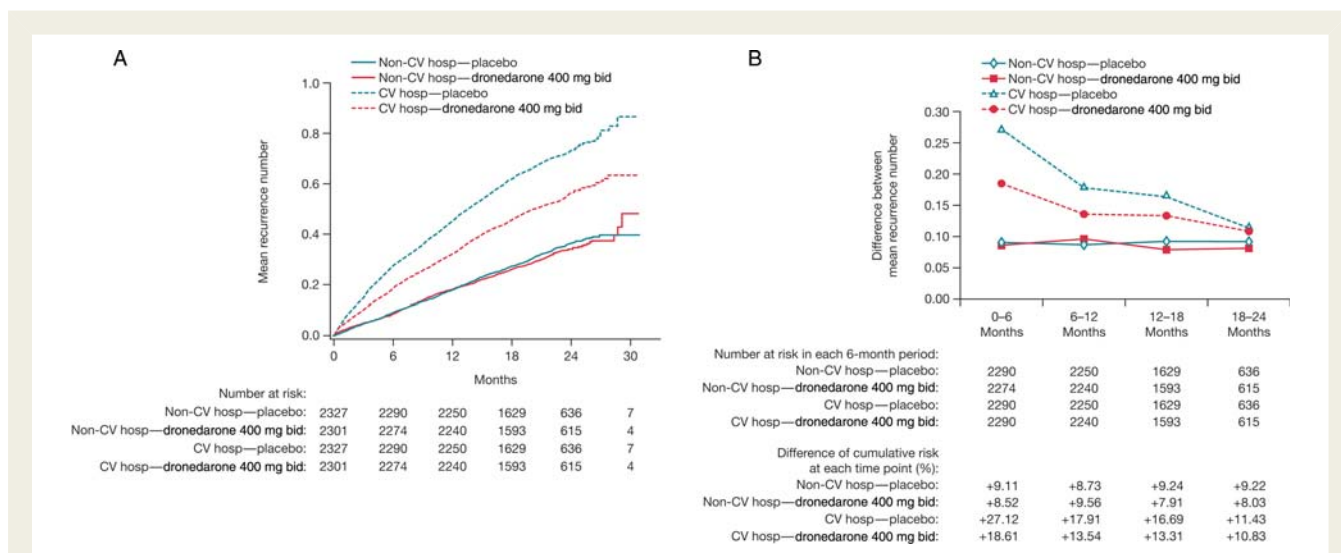 A
Non-CV hosp—placebo
Non-CV hosp—dronedarone 400 mg bid
CV hosp—placebo
CV hosp—dronedarone 400 mg bid
1.0
0.8
0.6
0.4
0.2
0.0
Mean recurrence number
0 6 12 18 24 30
Months
Number at risk:
Non-CV hosp—placebo: 2327 2290 2250 1629 636 7
Non-CV hosp—dronedarone 400 mg bid: 2301 2274 2240 1593 615 4
CV hosp—placebo: 2327 2290 2250 1629 636 7
CV hosp—dronedarone 400 mg bid: 2301 2274 2240 1593 615 4
B
Non-CV hosp—placebo
Non-CV hosp—dronedarone 400 mg bid
CV hosp—placebo
CV hosp—dronedarone 400 mg bid
0.30
0.25
0.20
0.15
0.10
0.05
0.00
Difference between
mean recurrence number
0–6 6–12 12–18 18–24
Months Months Months Months
Number at risk in each 6-month period:
Non-CV hosp—placebo: 2290 2250 1629 636
Non-CV hosp—dronedarone 400 mg bid: 2274 2240 1593 615
CV hosp—placebo: 2290 2250 1629 636
CV hosp—dronedarone 400 mg bid: 2290 2240 1593 615
Difference of cumulative risk
at each time point (%):
Non-CV hosp—placebo: +9.11 +8.73 +9.24 +9.22
Non-CV hosp—dronedarone 400 mg bid: +8.52 +9.56 +7.91 +8.03
CV hosp—placebo: +27.12 +17.91 +16.69 +11.43
CV hosp—dronedarone 400 mg bid: +18.61 +13.54 +13.31 +10.83